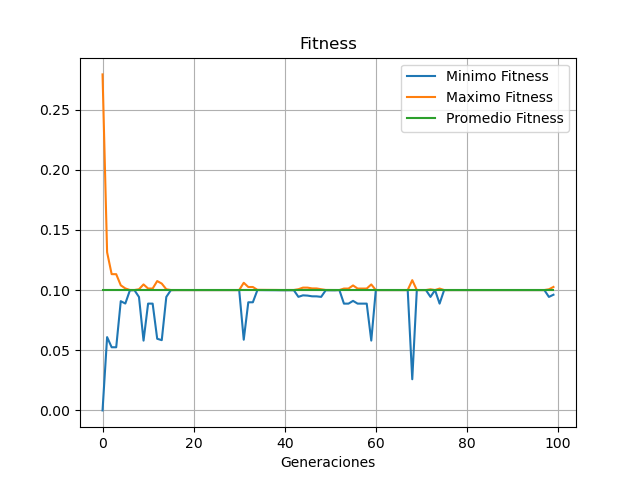 Fitness
Minimo Fitness
Maximo Fitness
Promedio Fitness
0.25
0.20
0.15
0.10
0.05
0.00
0 20 40 60 80 100
Generaciones